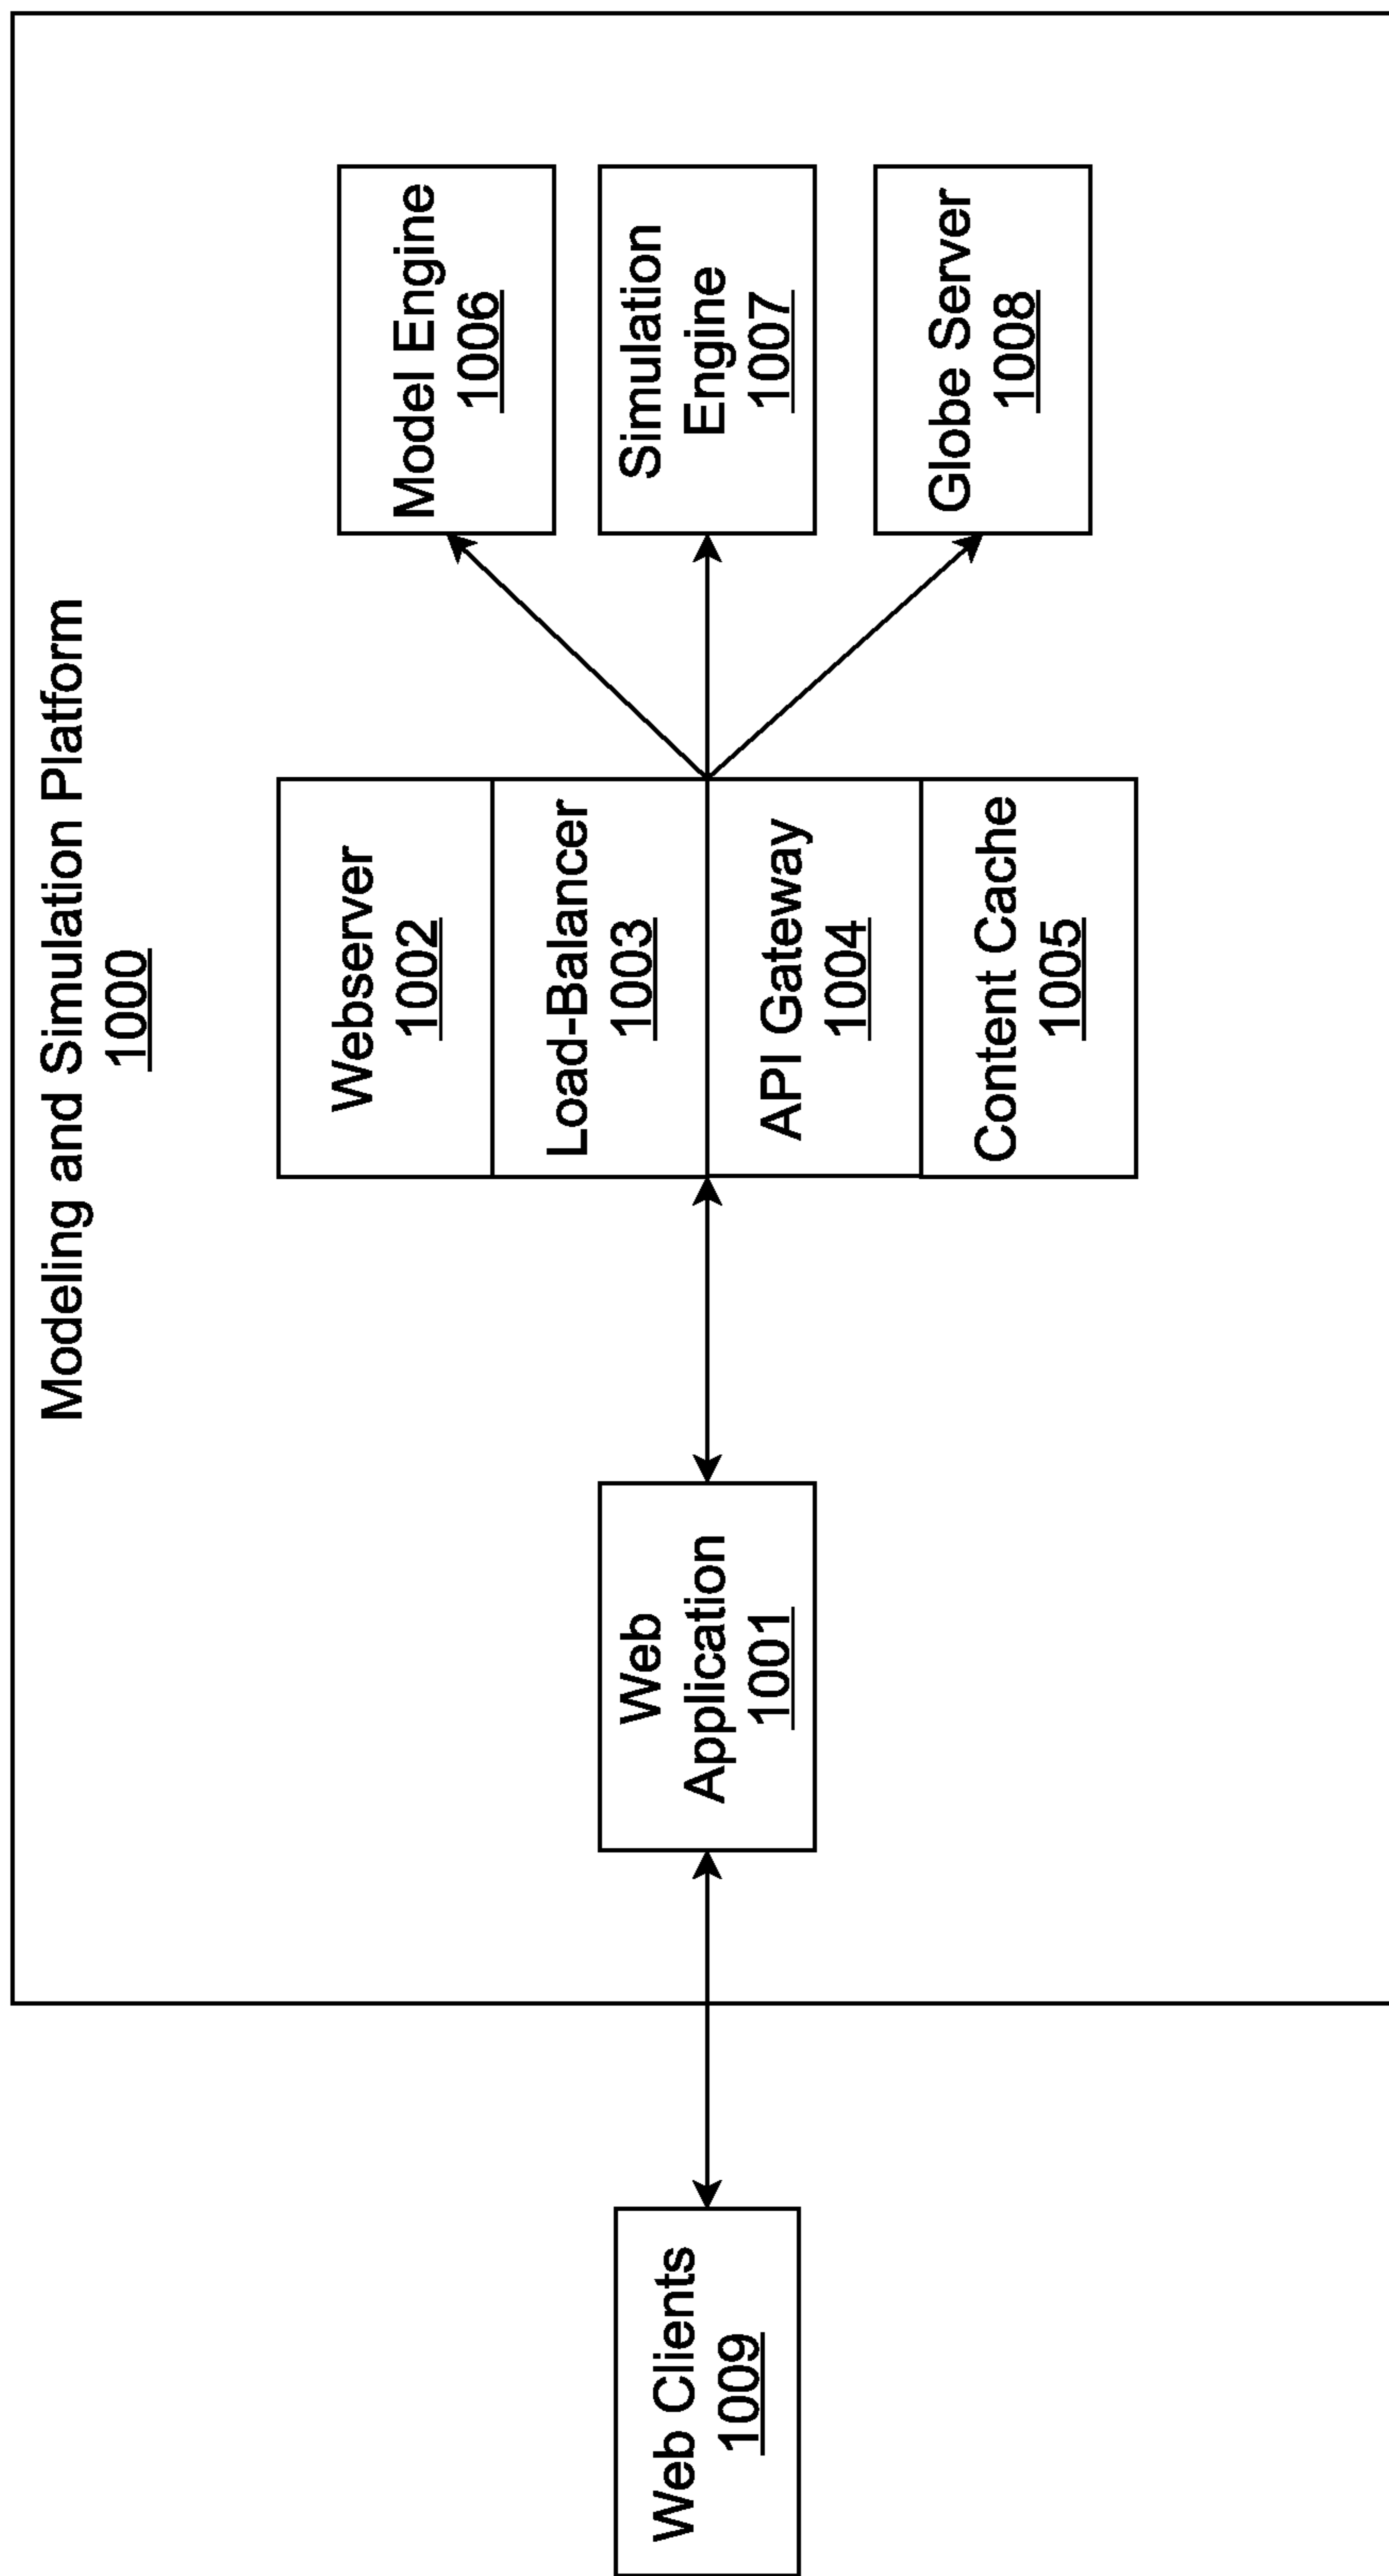 Modeling and Simulation Platform
1000
Web Clients
1009
Web
Application
1001
Webserver
1002
Load-Balancer
1003
API Gateway
1004
Content Cache
1005
Model Engine
1006
Simulation
Engine
1007
Globe Server
1008